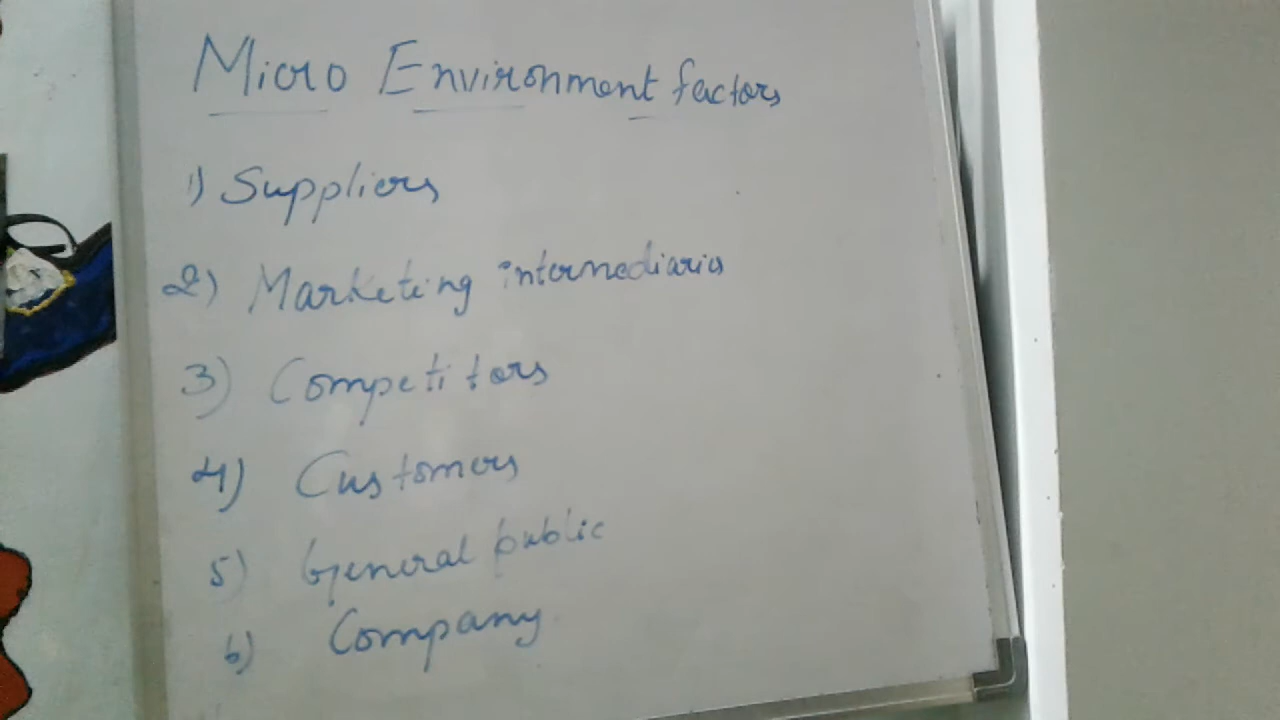 Micro Environment factors
1) Suppliers
2) Marketing intermediaries
3) Competitors
4) Customers
5) General public
6) Company